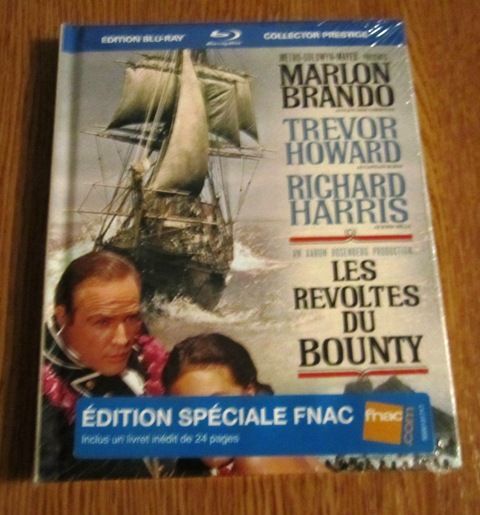 EDITION BLU-RAY
COLLECTOR PRESTIGE
METRO-GOLDWYN-MAYER
MARLON
BRANDO
TREVOR
HOWARD
RICHARD
HARRIS
UN AARON ROSENBERG PRODUCTION
LES
REVOLTES
DU
BOUNTY
ÉDITION SPÉCIALE FNAC
Inclus un livret inédit de 24 pages
fnac
.com